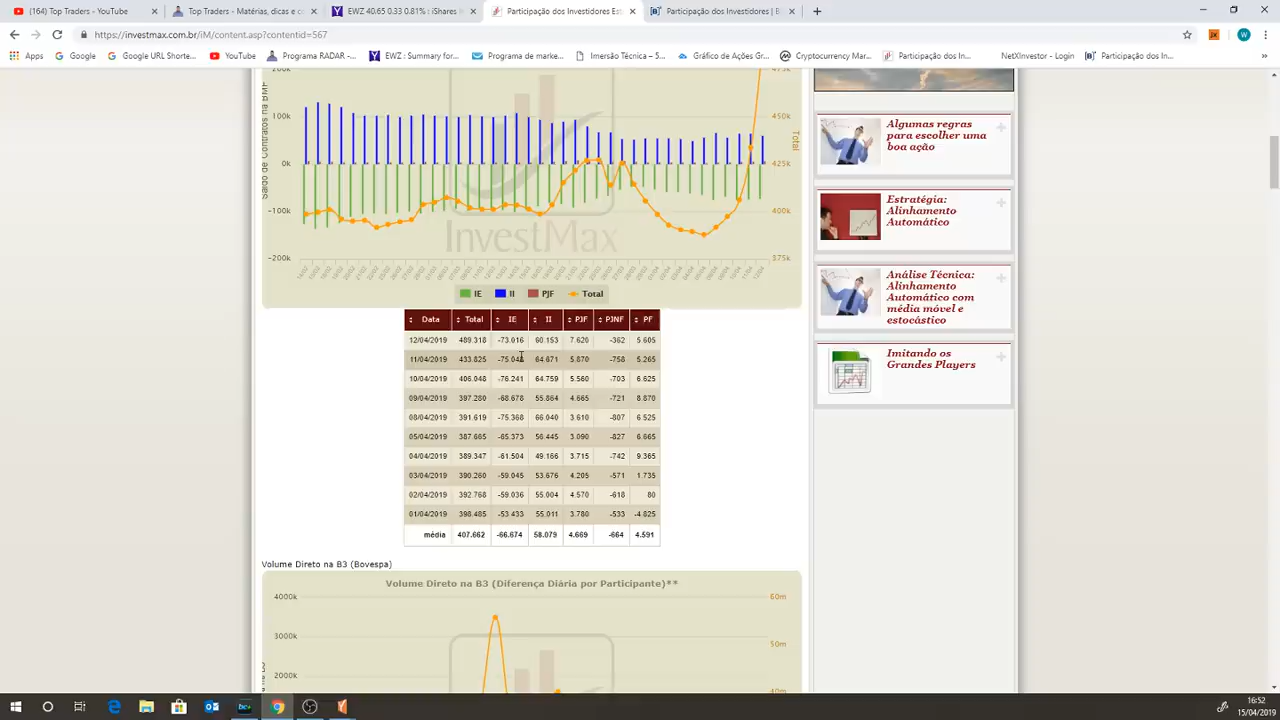 (164) Top Traders - YouTube
Top Traders - Matérias, dicas e co
EWZ 40.65 0.33 0.81% : iShares
Participação dos Investidores Est
Participação dos Investidores | B
https://investmax.com.br/iM/content.asp?contentid=567
Apps
Google
Google URL Shorte...
YouTube
Programa RADAR -...
EWZ : Summary for...
Programa de marke...
Imersão Técnica – 5...
Gráfico de Ações Gr...
Cryptocurrency Mar...
Participação dos In...
NetXInvestor - Login
Participação dos In...
Saldo de Contratos na BMF
100k
0k
-100k
-200k
475k
450k
425k
400k
375k
Total
InvestMax
IE II PJF Total
Data Total IE II PJF PJNF PF
12/04/2019 489.318 -73.016 60.153 7.620 -362 5.605
11/04/2019 433.825 -75.048 64.671 5.870 -758 5.265
10/04/2019 406.048 -76.241 64.759 5.560 -703 6.625
09/04/2019 397.280 -68.678 55.864 4.665 -721 8.870
08/04/2019 391.619 -75.368 66.040 3.610 -807 6.525
05/04/2019 387.665 -65.373 56.445 3.090 -827 6.665
04/04/2019 389.347 -61.504 49.166 3.715 -742 9.365
03/04/2019 390.260 -59.045 53.676 4.205 -571 1.735
02/04/2019 392.768 -59.036 55.004 4.570 -618 80
01/04/2019 398.485 -53.433 55.011 3.780 -533 -4.825
média 407.662 -66.674 58.079 4.669 -664 4.591
Volume Direto na B3 (Bovespa)
Volume Direto na B3 (Diferença Diária por Participante)**
4000k
3000k
2000k
60m
50m
40m
Algumas regras
para escolher uma
boa ação
Estratégia:
Alinhamento
Automático
Análise Técnica:
Alinhamento
Automático com
média móvel e
estocástico
Imitando os
Grandes Players
16:52
15/04/2019